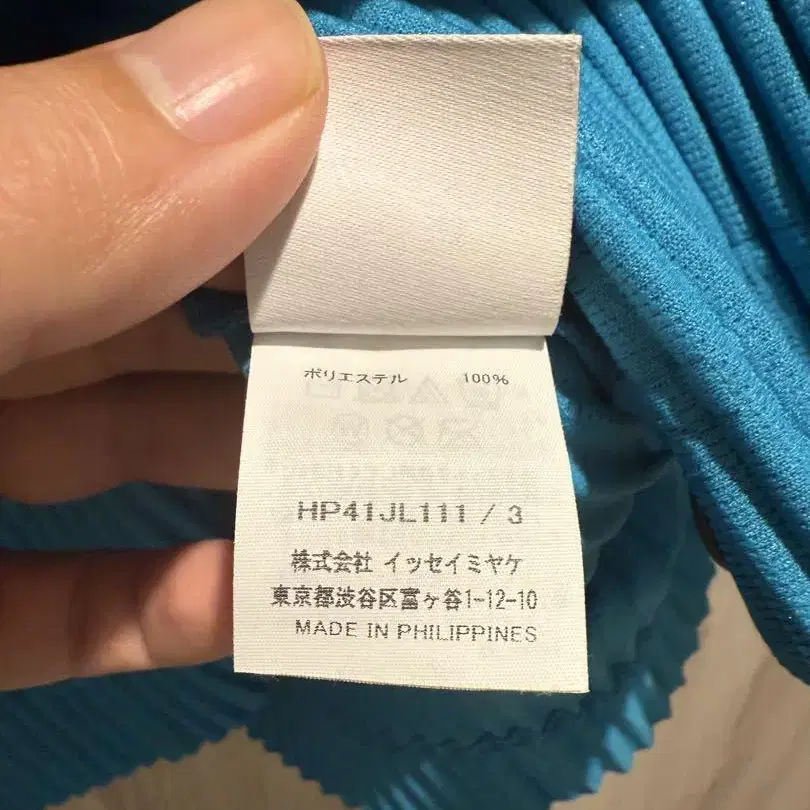 ポリエステル 100%
HP41JL111 / 3
株式会社 イッセイミヤケ
東京都渋谷区富ヶ谷1-12-10
MADE IN PHILIPPINES